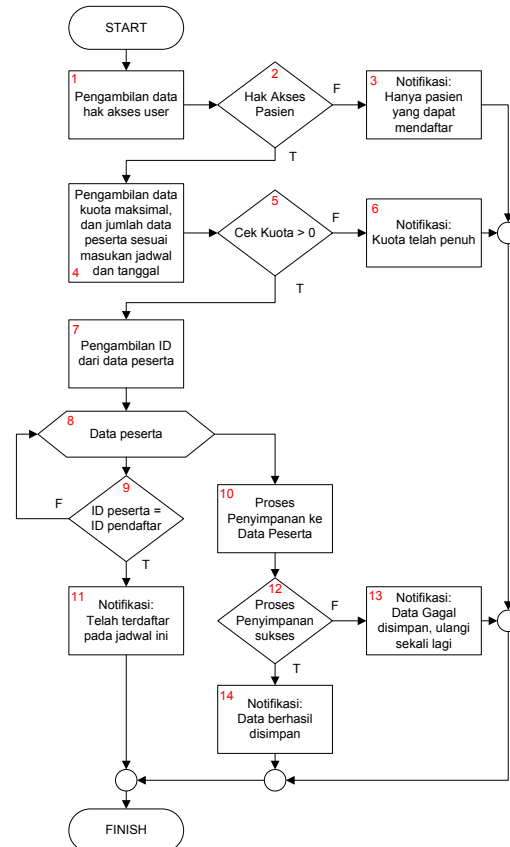 START
1
Pengambilan data
hak akses user
2
Hak Akses
Pasien
F
T
3
Notifikasi:
Hanya pasien
yang dapat
mendaftar
Pengambilan data
kuota maksimal,
dan jumlah data
peserta sesuai
masukan jadwal
dan tanggal
4
5
Cek Kuota > 0
F
T
6
Notifikasi:
Kuota telah penuh
7
Pengambilan ID
dari data peserta
8
Data peserta
9
ID peserta =
ID pendaftar
F
T
10
Proses
Penyimpanan ke
Data Peserta
11
Notifikasi:
Telah terdaftar
pada jadwal ini
12
Proses
Penyimpanan
sukses
F
T
13
Notifikasi:
Data Gagal
disimpan, ulangi
sekali lagi
14
Notifikasi:
Data berhasil
disimpan
FINISH